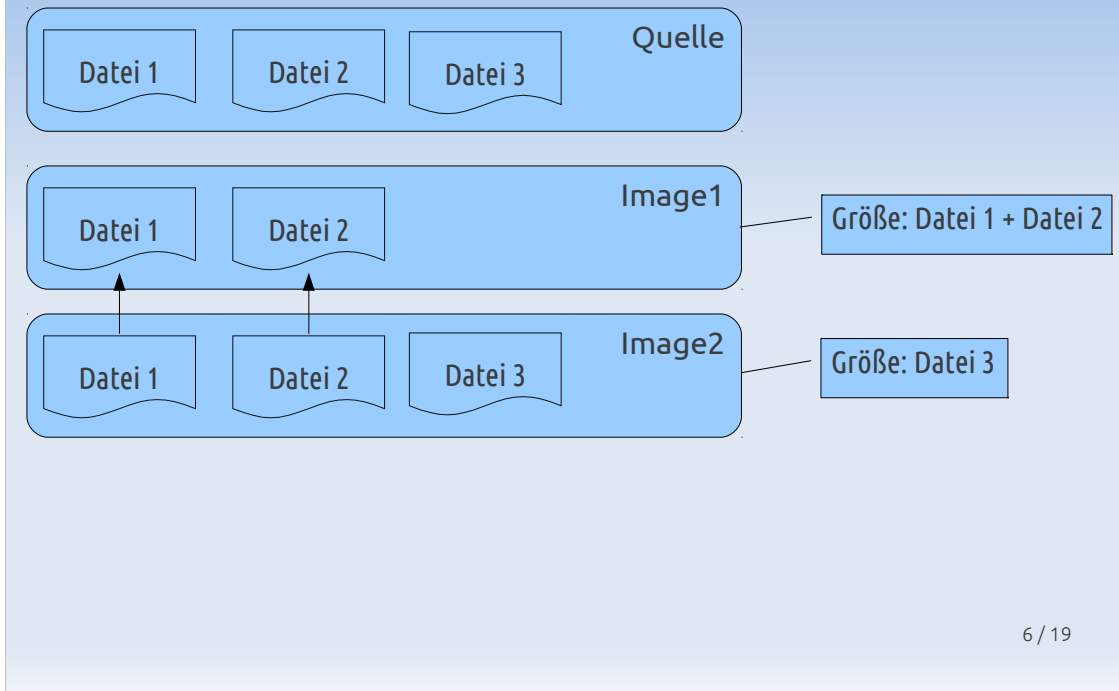 Quelle
Datei 1
Datei 2
Datei 3
Image1
Datei 1
Datei 2
Größe: Datei 1 + Datei 2
Image2
Datei 1
Datei 2
Datei 3
Größe: Datei 3
6 / 19